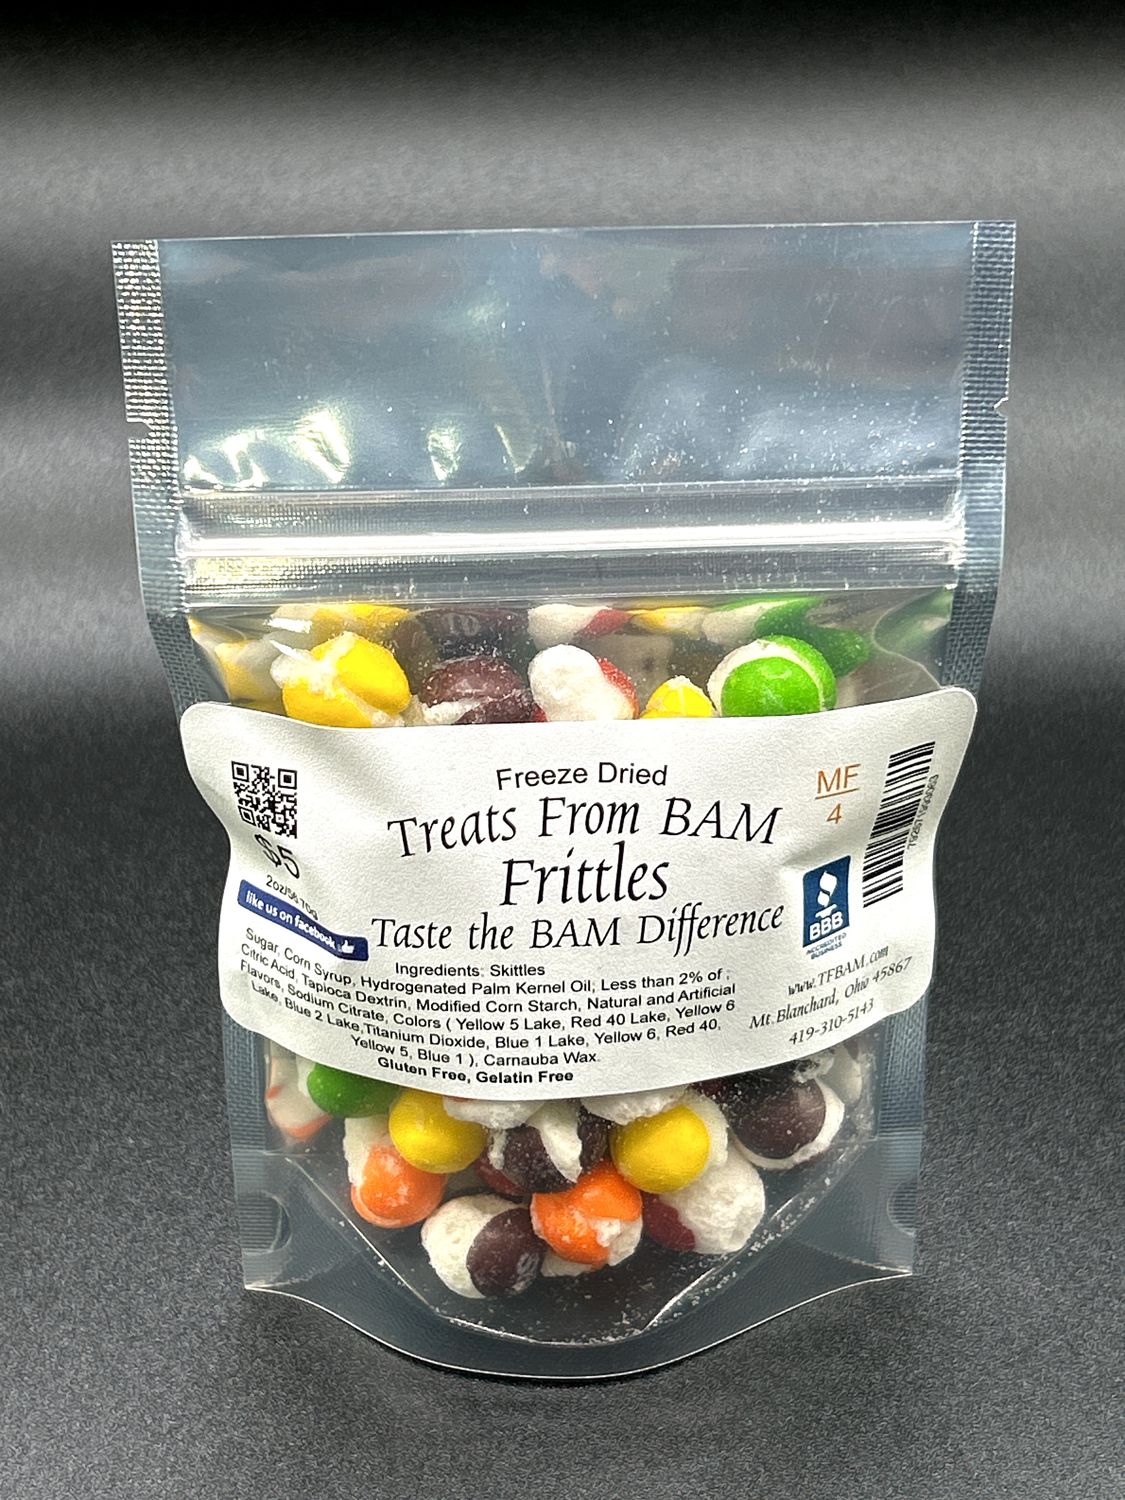 Freeze Dried
Treats From BAM
Frittles
Taste the BAM Difference
$5
like us on facebook
MF
4
BBB
ACCREDITED
BUSINESS
Ingredients: Skittles
Sugar, Corn Syrup, Hydrogenated Palm Kernel Oil; Less than 2% of ;
Citric Acid, Tapioca Dextrin, Modified Corn Starch, Natural and Artificial
Flavors, Sodium Citrate, Colors ( Yellow 5 Lake, Red 40 Lake, Yellow 6
Lake, Blue 2 Lake,Titanium Dioxide, Blue 1 Lake, Yellow 6, Red 40,
Yellow 5, Blue 1 ), Carnauba Wax.
Gluten Free, Gelatin Free
www.TFBAM.com
Mt. Blanchard, Ohio 45867
419-310-5143